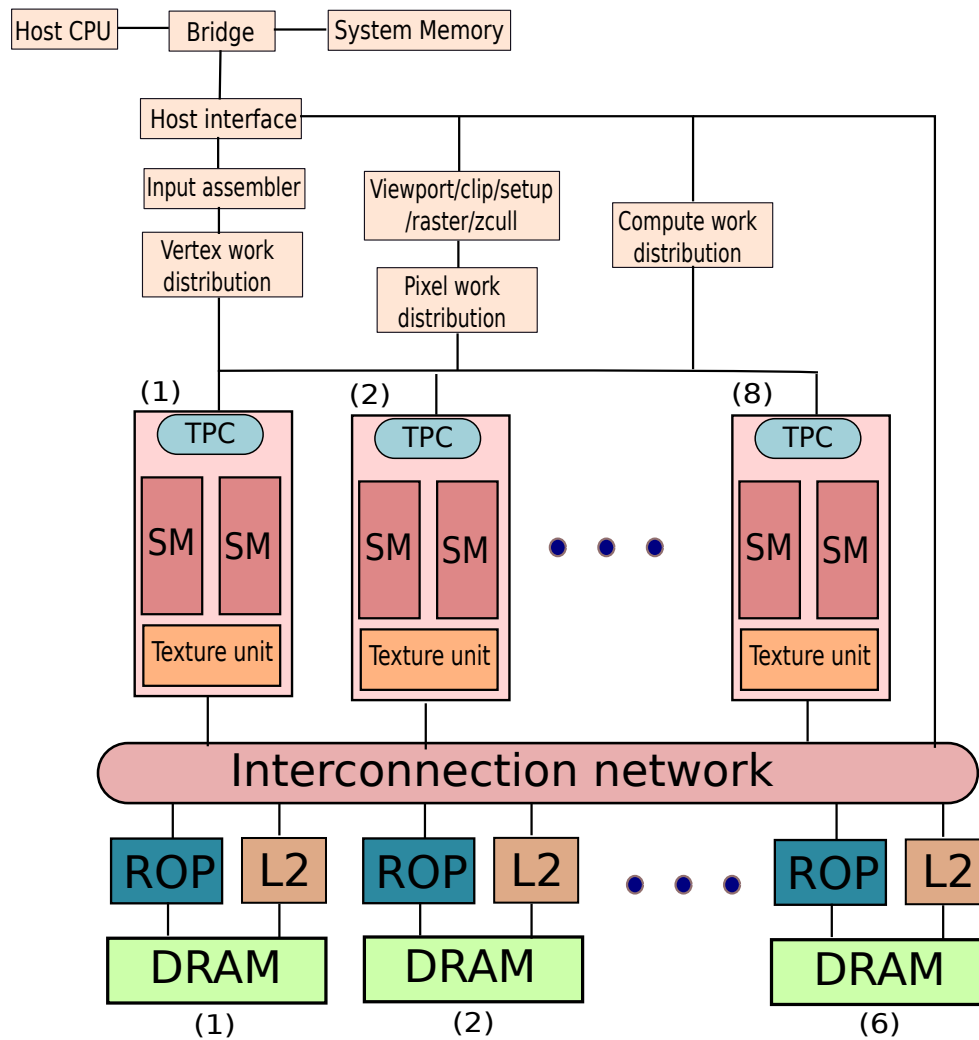 Host CPU
Bridge
System Memory
Host interface
Input assembler
Viewport/clip/setup
/raster/zcull
Compute work
distribution
Vertex work
distribution
Pixel work
distribution
(1)
(2)
(8)
TPC
TPC
TPC
SM
SM
SM
SM
SM
SM
Texture unit
Texture unit
Texture unit
Interconnection network
ROP
L2
ROP
L2
ROP
L2
DRAM
DRAM
DRAM
(1)
(2)
(6)